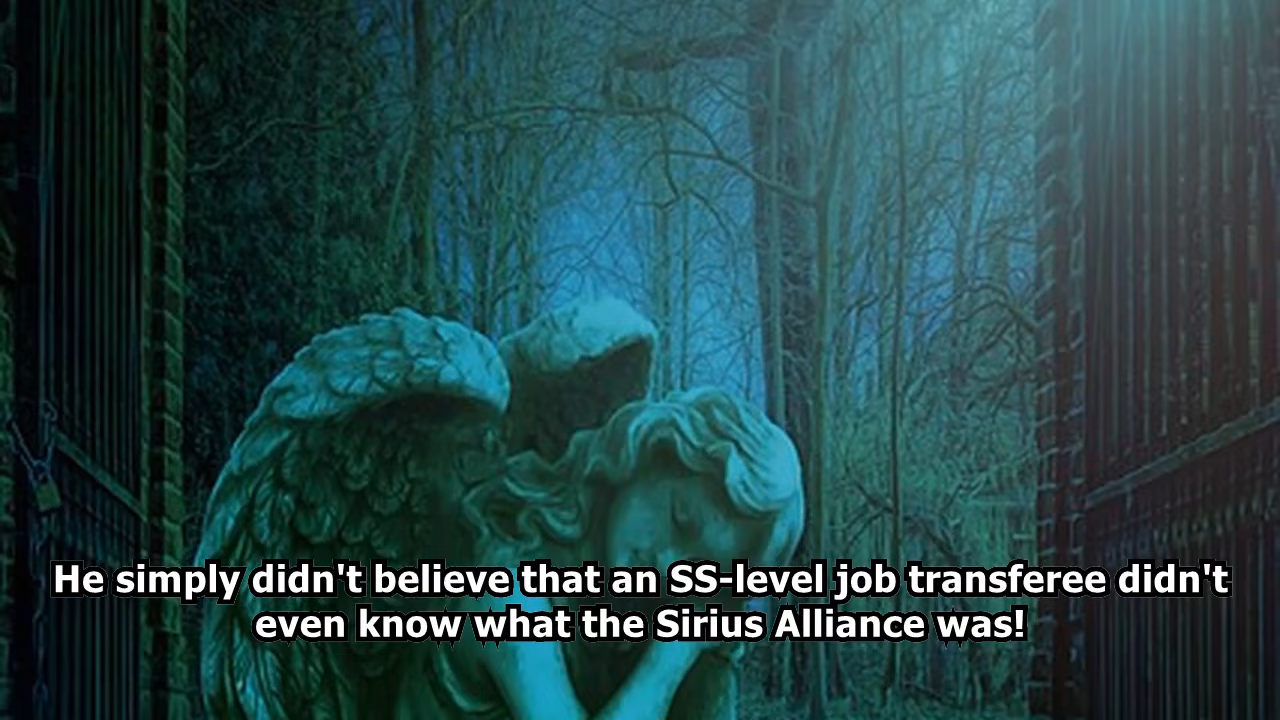 He simply didn't believe that an SS-level job transferee didn't
even know what the Sirius Alliance was!